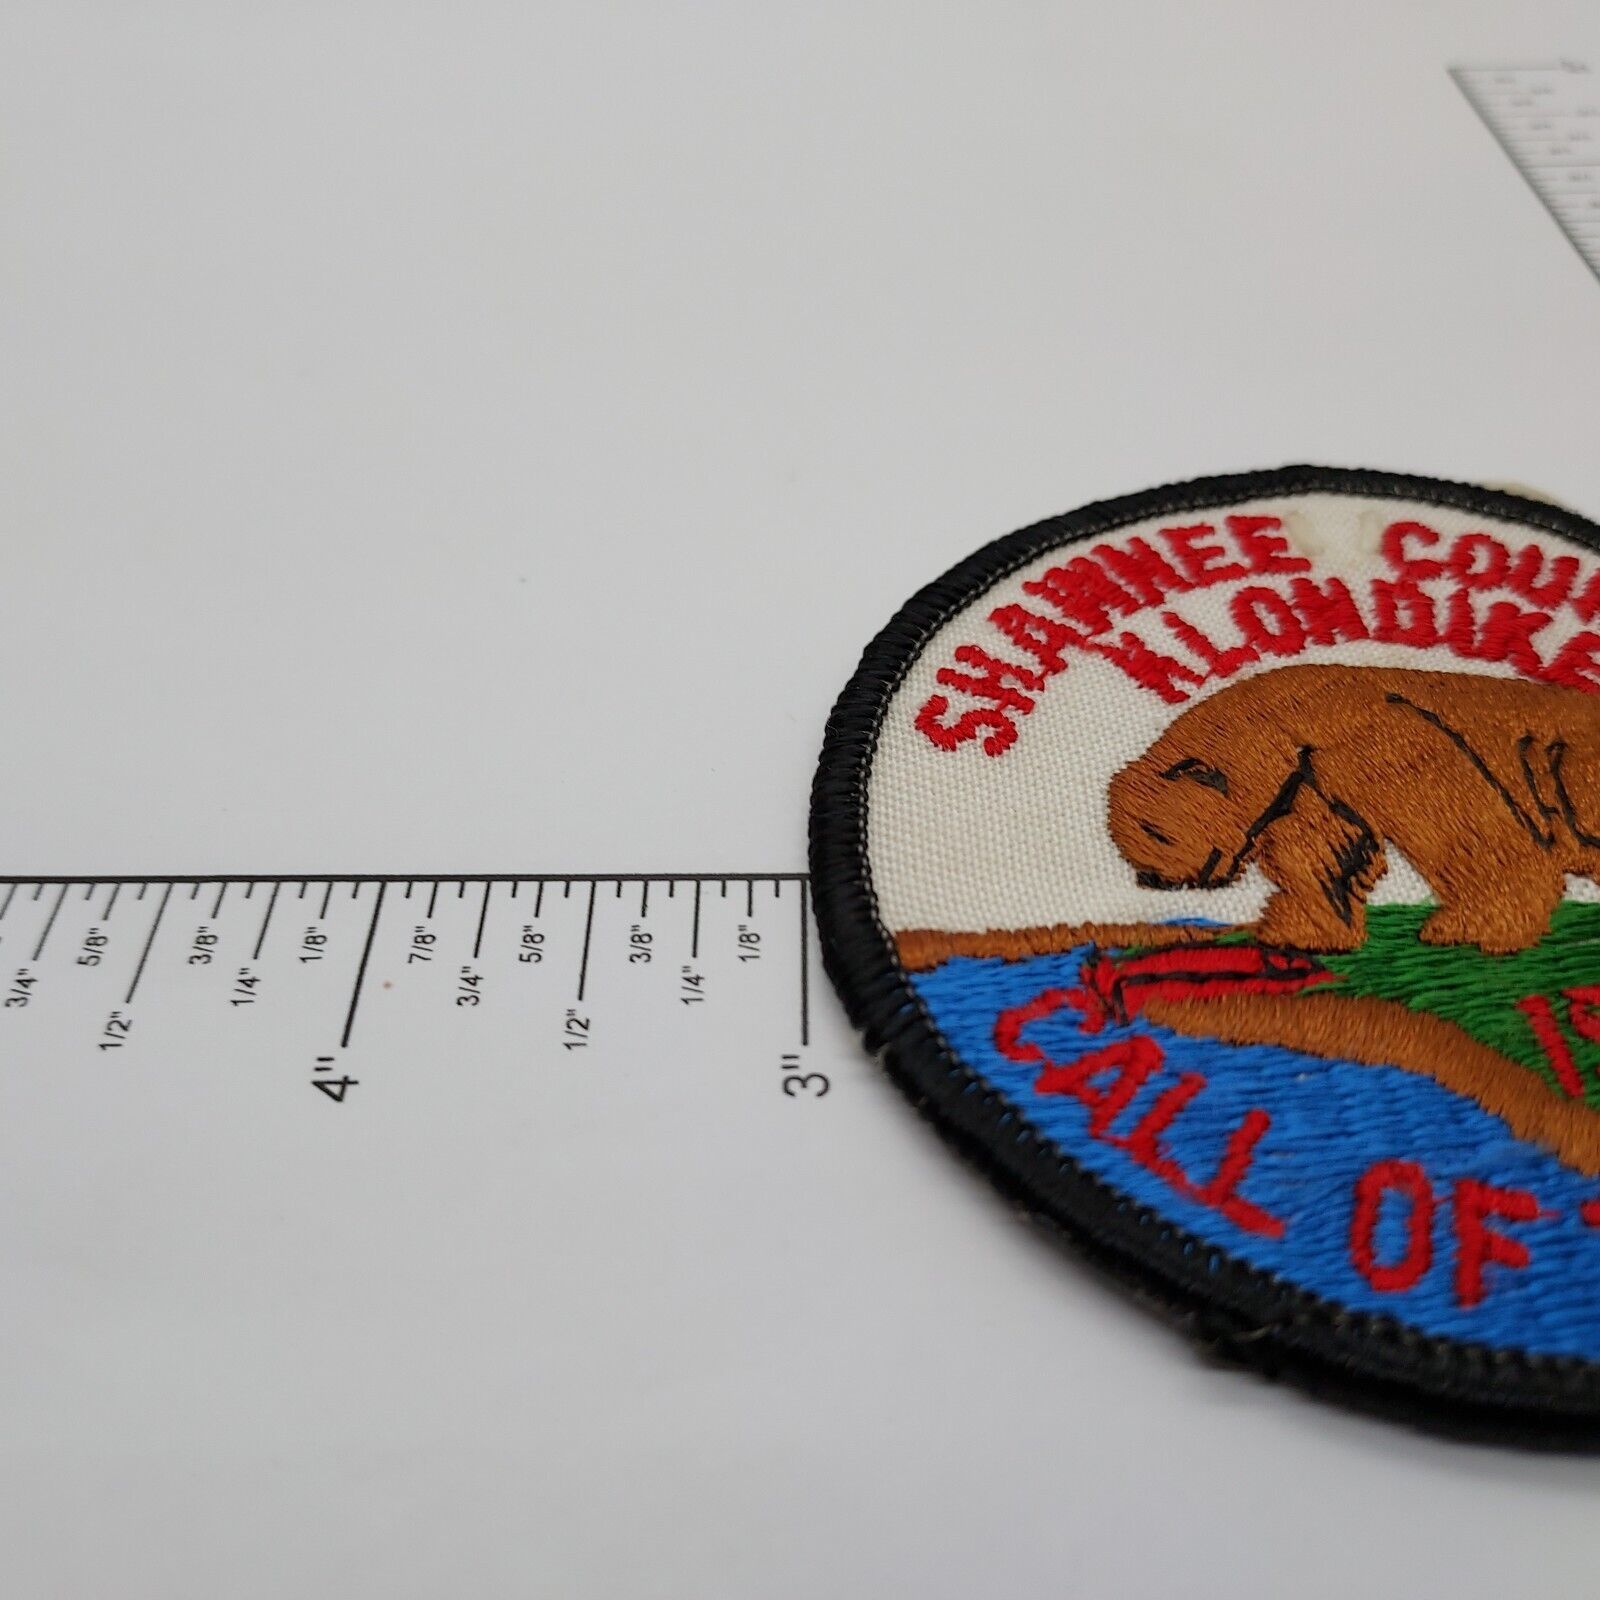 SHAWNEE COU
KLONDIKE
CALL OF
3/4" 5/8" 1/2" 3/8" 1/4" 1/8" 4" 7/8" 3/4" 5/8" 1/2" 3/8" 1/4" 1/8" 3"